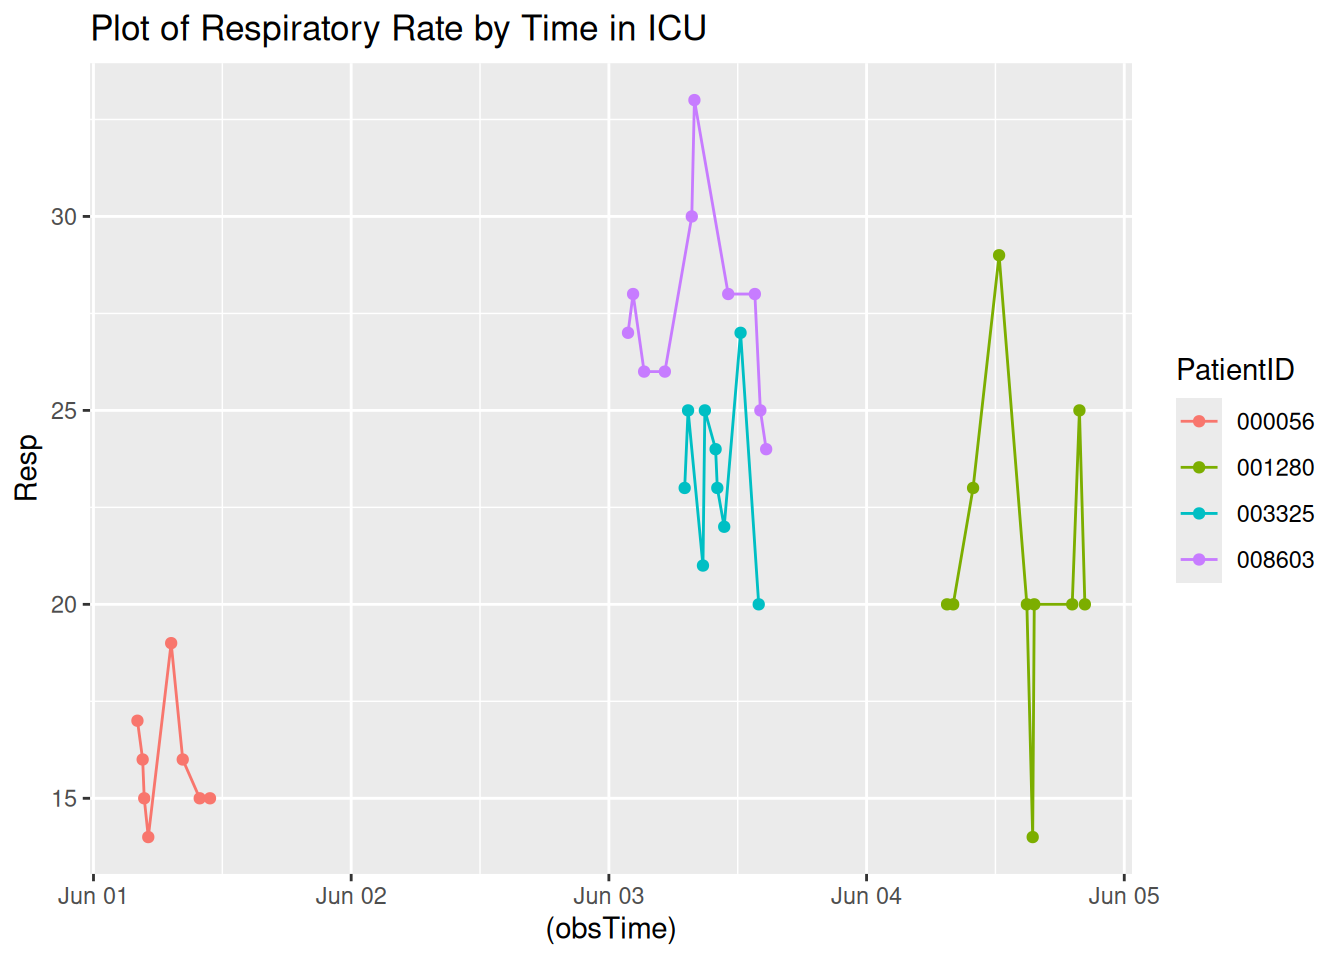 Plot of Respiratory Rate by Time in ICU
Resp
30
25
20
15
Jun 01
Jun 02
Jun 03
Jun 04
Jun 05
(obsTime)
PatientID
000056
001280
003325
008603